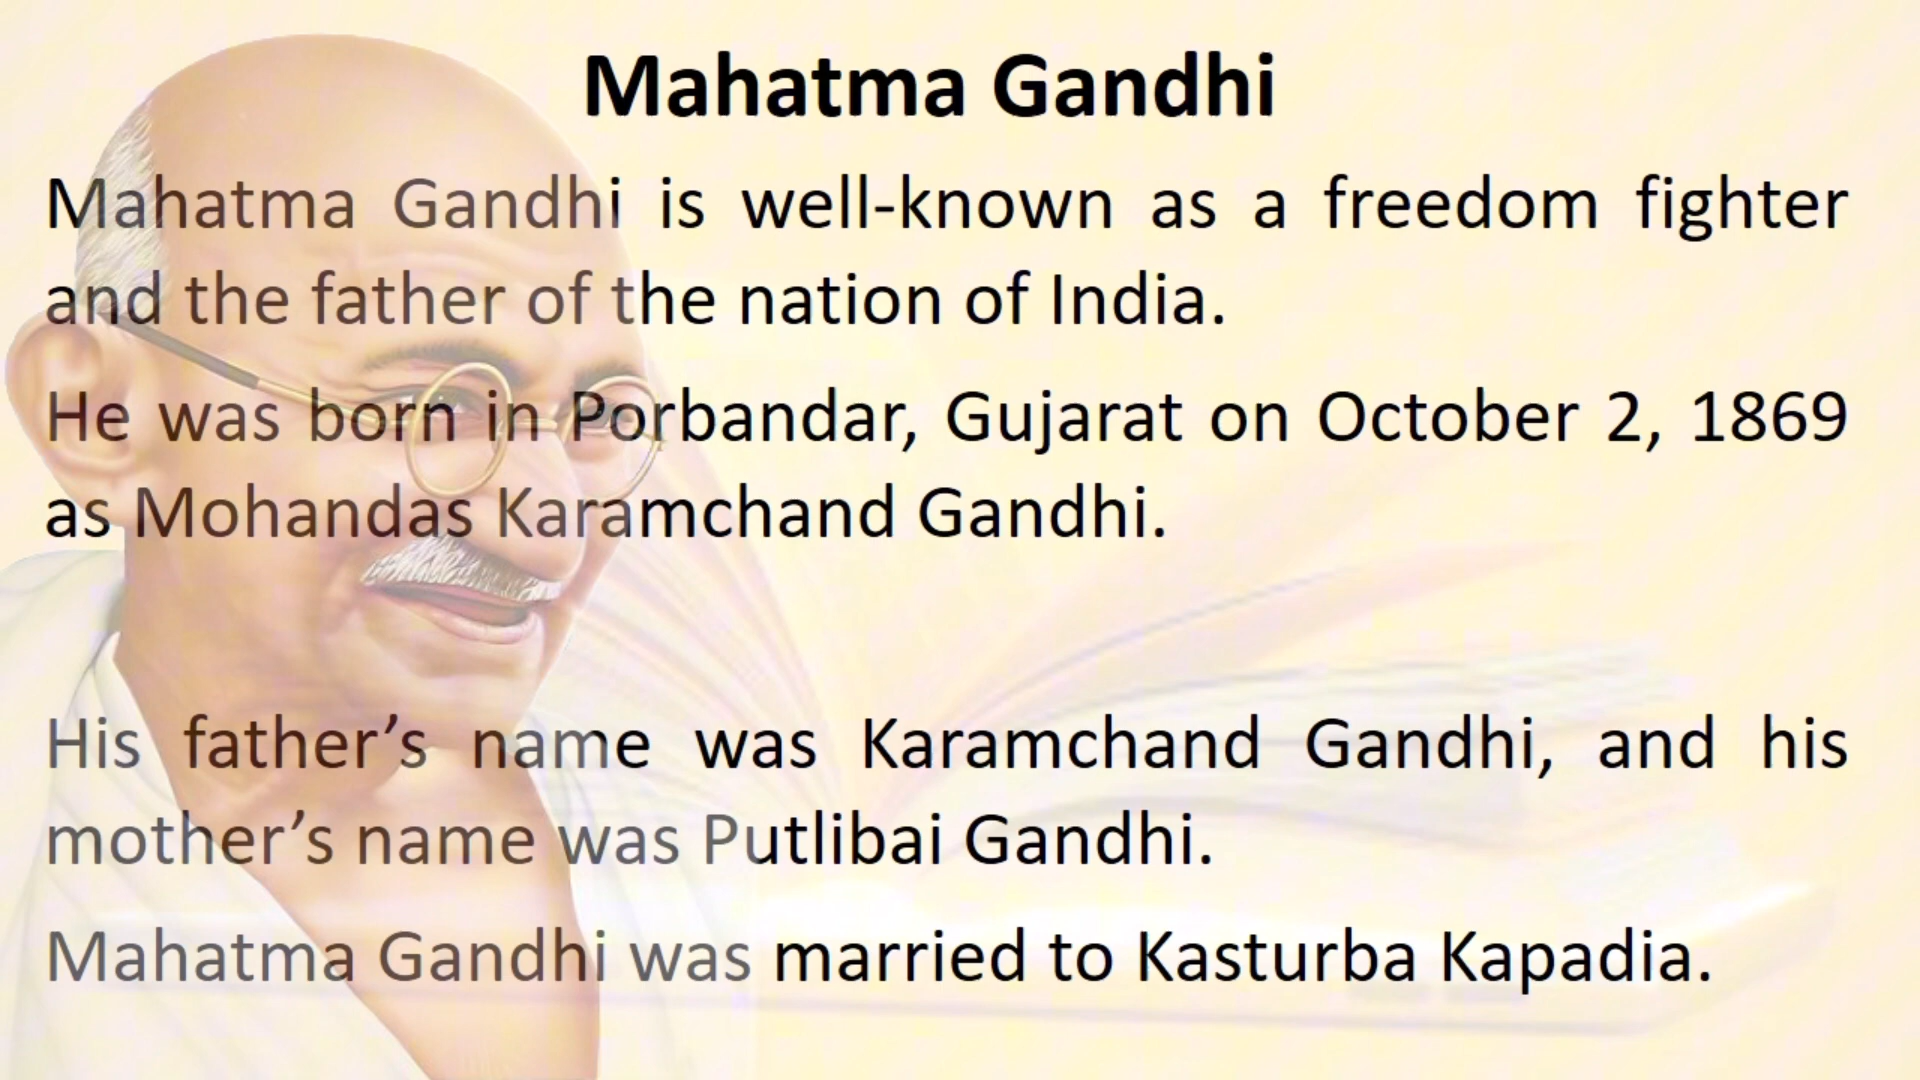 Mahatma Gandhi
Mahatma Gandhi is well-known as a freedom fighter
and the father of the nation of India.
He was born in Porbandar, Gujarat on October 2, 1869
as Mohandas Karamchand Gandhi.
His father’s name was Karamchand Gandhi, and his
mother’s name was Putlibai Gandhi.
Mahatma Gandhi was married to Kasturba Kapadia.